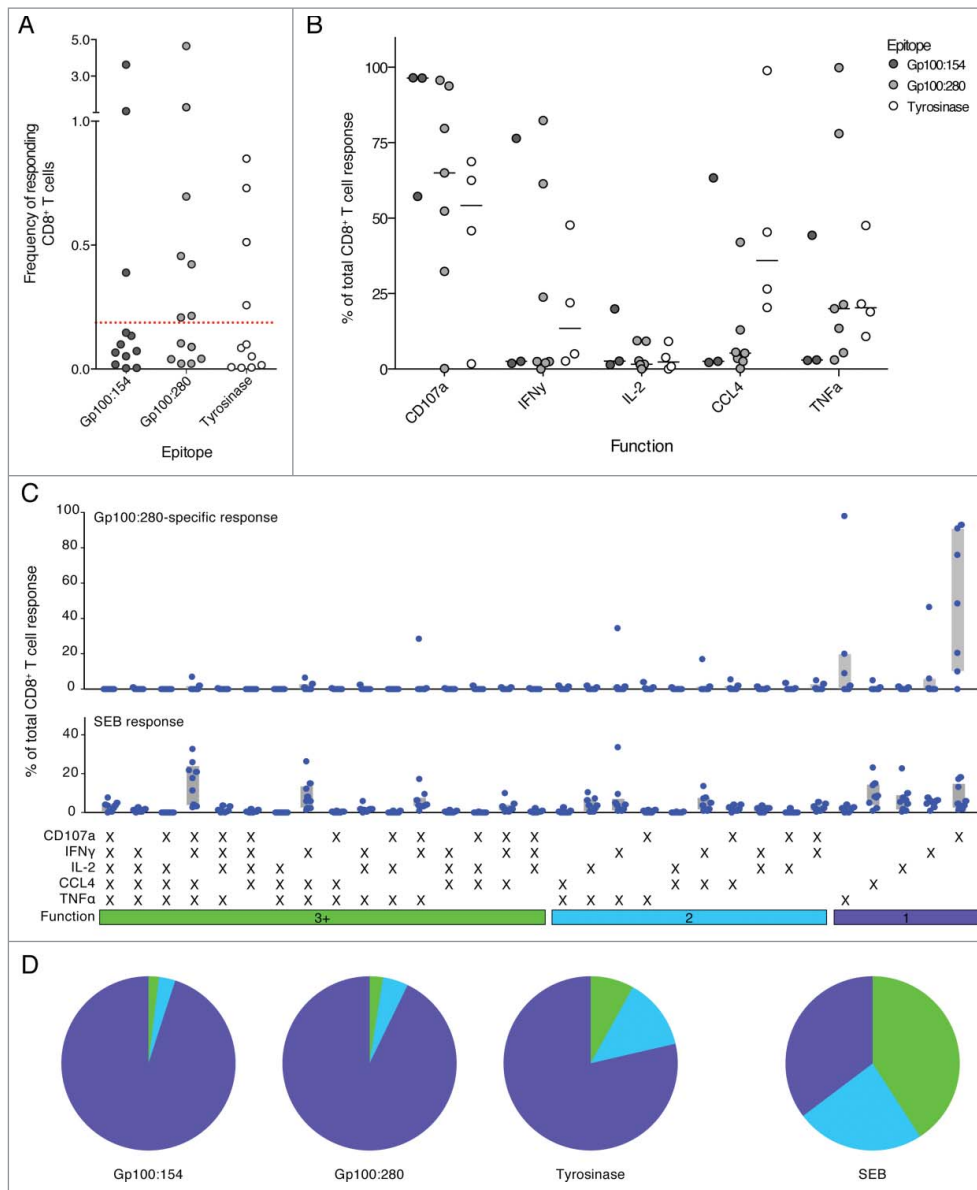 A
5.0
3.0
1.0
0.5
0.0
Frequency of responding
CD8⁺ T cells
Gp100:154
Gp100:280
Tyrosinase
Epitope
B
100
75
50
25
0
% of total CD8⁺ T cell response
Epitope
Gp100:154
Gp100:280
Tyrosinase
CD107a
IFNγ
IL-2
CCL4
TNFa
Function
C
% of total CD8⁺ T cell response
100
80
60
40
20
0
Gp100:280-specific response
SEB response
40
20
0
CD107a X X X X X X X X X X X X X X X X
IFNγ X X X X X X X X X X X X X X X X
IL-2 X X X X X X X X X X X X X X X X
CCL4 X X X X X X X X X X X X X X X X
TNFα X X X X X X X X X X X X X X X X
Function 3+ 2 1
D
Gp100:154
Gp100:280
Tyrosinase
SEB